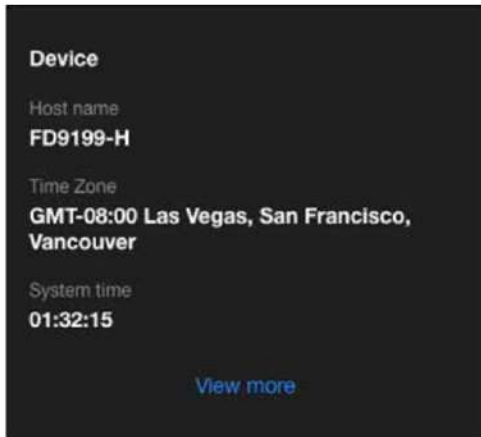 Device
Host name
FD9199-H
Time Zone
GMT-08:00 Las Vegas, San Francisco,
Vancouver
System time
01:32:15
View more